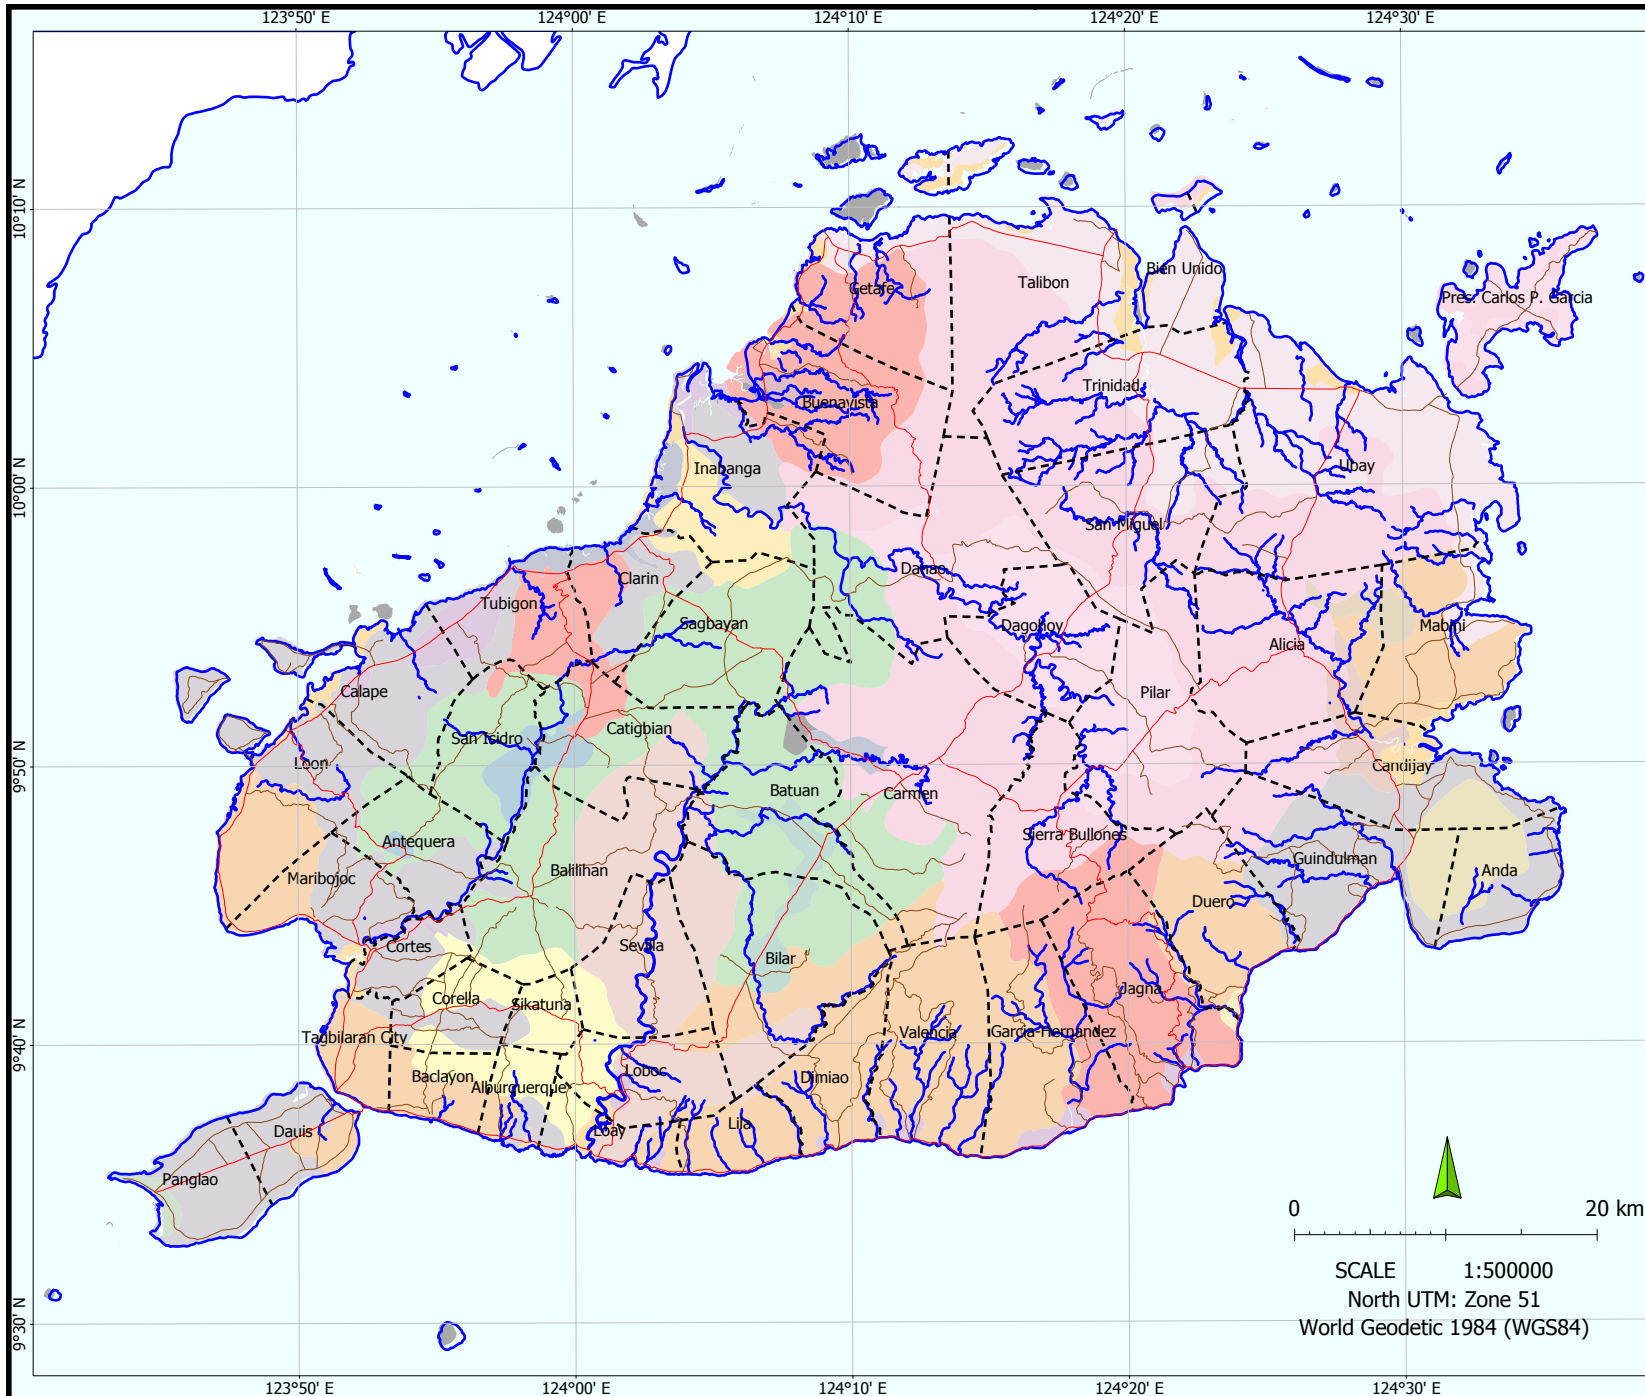 123°50' E
124°00' E
124°10' E
124°20' E
124°30' E
10°10' N
10°00' N
9°50' N
9°40' N
9°30' N
Bien Unido
Talibon
Getafe
Pres. Carlos P. Garcia
Trinidad
Buenavista
Inabanga
Ubay
San Miguel
Danao
Clarin
Tubigon
Sagbayan
Dagohoy
Mabini
Alicia
Calape
Pilar
Catigbian
San Isidro
Loon
Candijay
Batuan
Carmen
Sierra Bullones
Antequera
Guindulman
Balilihan
Anda
Maribojoc
Duero
Cortes
Sevilla
Bilar
Jagna
Corella
Sikatuna
Tagbilaran City
Valencia
Garcia-Hernandez
Loboc
Baclayon
Alburquerque
Dimiao
Lila
Loay
Dauis
Panglao
0
20 km
SCALE 1:500000
North UTM: Zone 51
World Geodetic 1984 (WGS84)
123°50' E
124°00' E
124°10' E
124°20' E
124°30' E